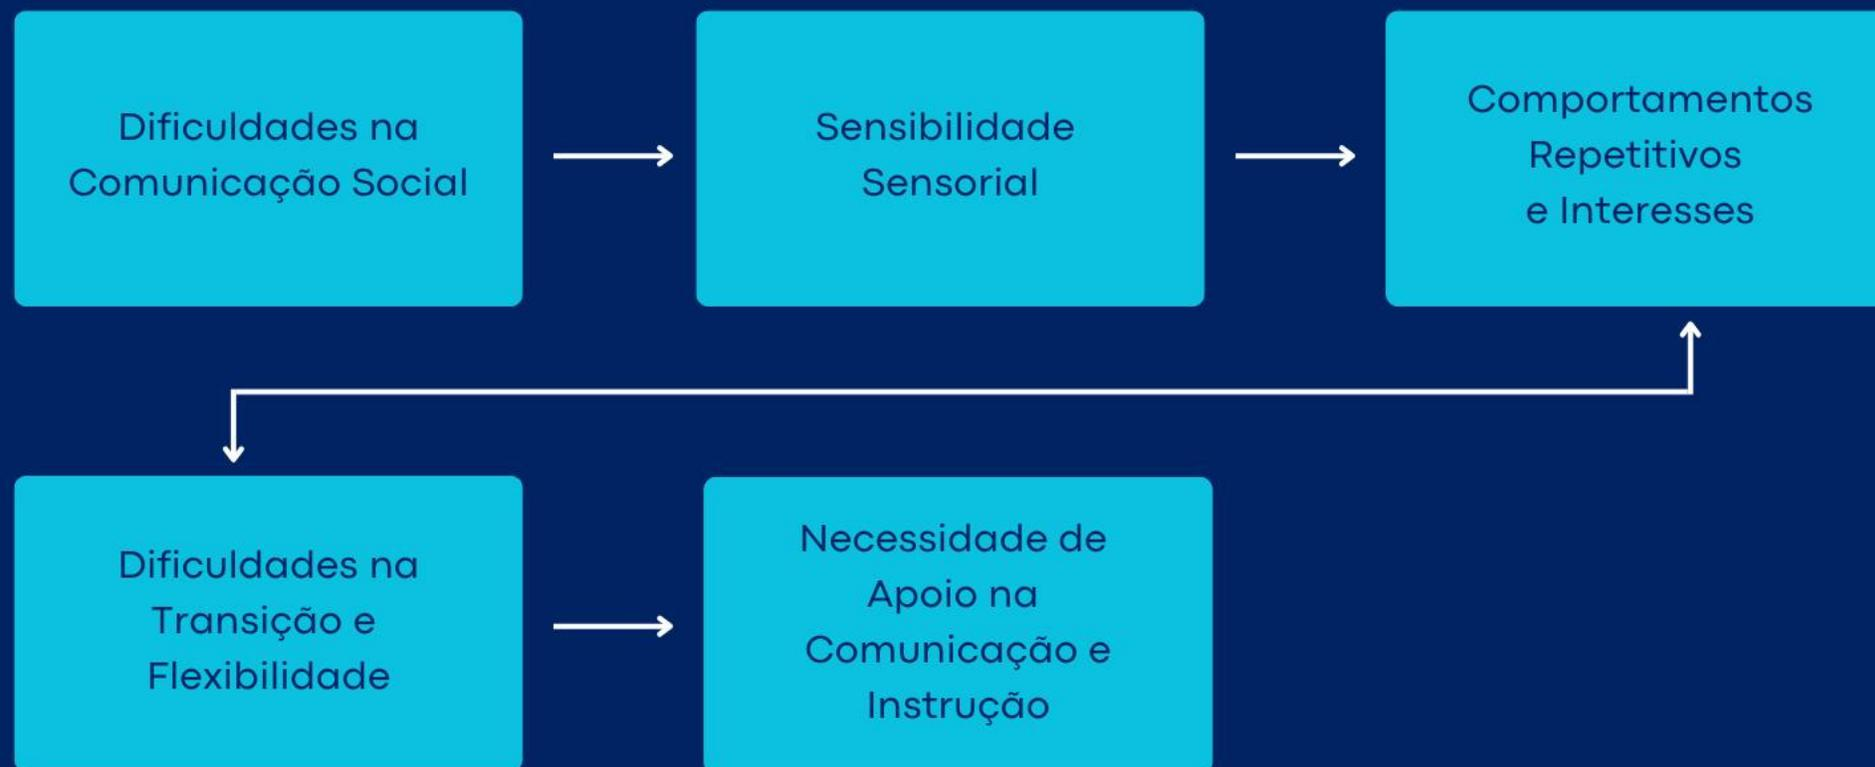 Dificuldades na
Comunicação Social
Sensibilidade
Sensorial
Comportamentos
Repetitivos
e Interesses
Dificuldades na
Transição e
Flexibilidade
Necessidade de
Apoio na
Comunicação e
Instrução